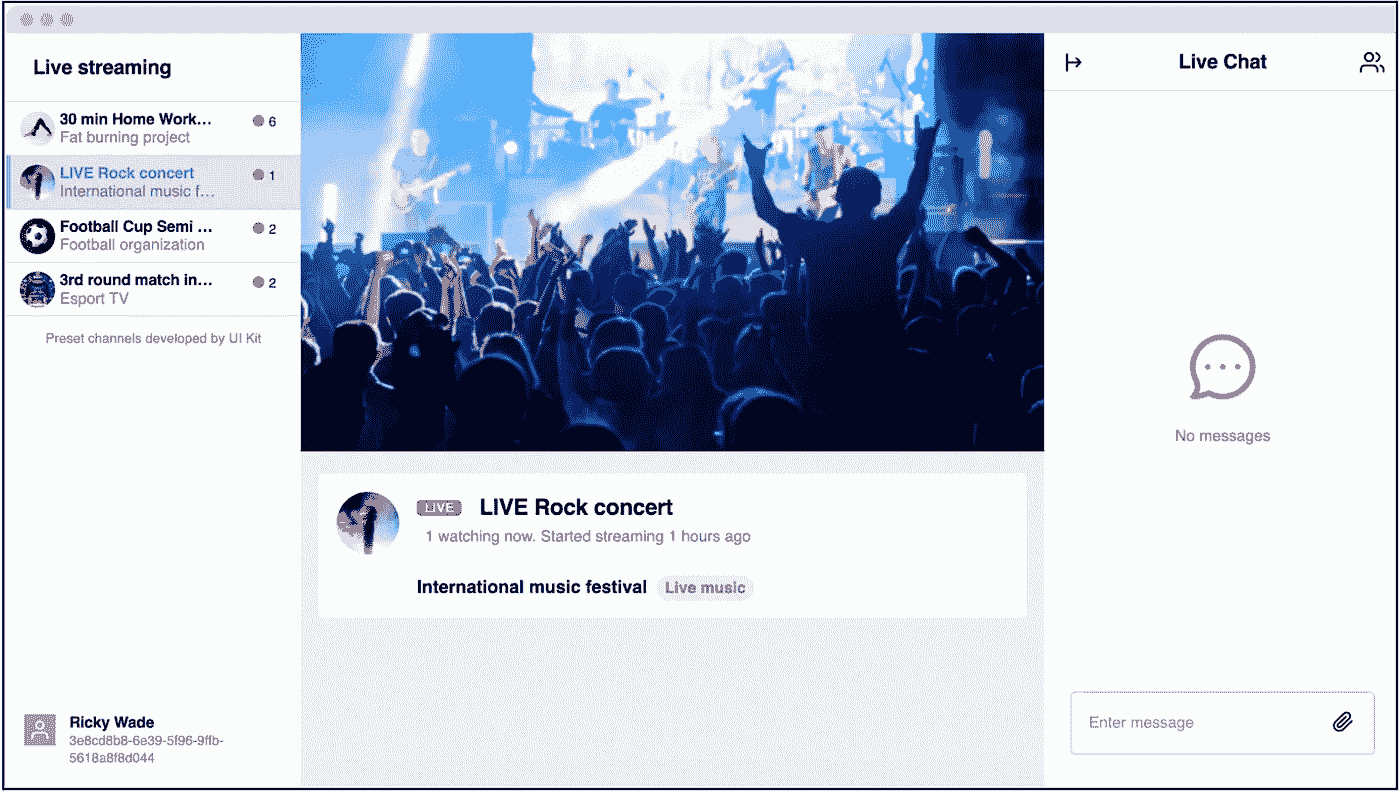 Live streaming
30 min Home Work...
6
Fat burning project
LIVE Rock concert
1
International music f...
Football Cup Semi ...
2
Football organization
3rd round match in...
2
Esport TV
Preset channels developed by UI Kit
Ricky Wade
3e8cd8b8-6e39-5f96-9ffb-
5618a8f8d044
LIVE
LIVE Rock concert
1 watching now. Started streaming 1 hours ago
International music festival
Live music
Live Chat
No messages
Enter message